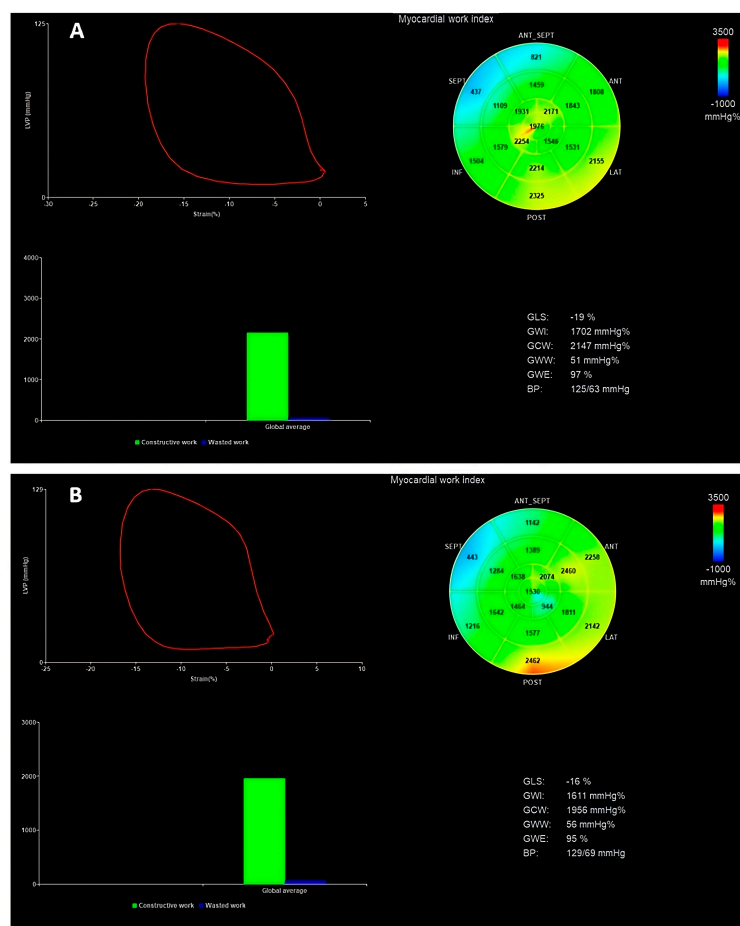 Myocardial work index
A
125
LVP (mmHg)
0
-30 -25 -20 -15 -10 -5 0 5
Strain(%)
ANT_SEPT
SEPT
ANT
INF
LAT
POST
821
437
1808
1459
1109
1843
1931
2171
1976
2254
1540
1579
1531
1504
2155
2214
2325
3500
-1000
mmHg%
4000
3000
2000
1000
0
Global average
Constructive work Wasted work
GLS: -19 %
GWI: 1702 mmHg%
GCW: 2147 mmHg%
GWW: 51 mmHg%
GWE: 97 %
BP: 125/63 mmHg
Myocardial work index
B
129
LVP (mmHg)
0
-25 -20 -15 -10 -5 0 5 10
Strain(%)
ANT_SEPT
SEPT
ANT
INF
LAT
POST
1142
443
2258
1389
1284
2460
1638
2074
1530
1464
944
1642
1811
1216
2142
1577
2462
3500
-1000
mmHg%
3000
2000
1000
0
Global average
Constructive work Wasted work
GLS: -16 %
GWI: 1611 mmHg%
GCW: 1956 mmHg%
GWW: 56 mmHg%
GWE: 95 %
BP: 129/69 mmHg